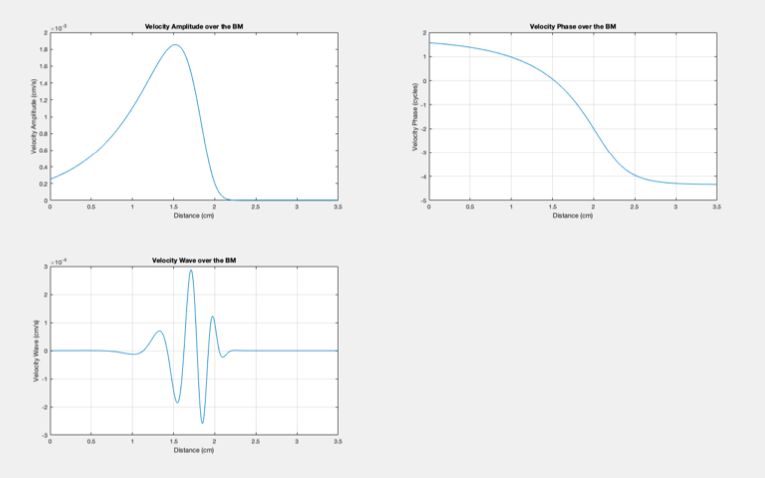 Velocity Amplitude over the BM
Velocity Amplitude (cm/s)
2
1.8
1.6
1.4
1.2
1
0.8
0.6
0.4
0.2
0
0 0.5 1 1.5 2 2.5 3 3.5
Distance (cm)
Velocity Phase over the BM
Velocity Phase (cycles)
2
1
0
-1
-2
-3
-4
-5
0 0.5 1 1.5 2 2.5 3 3.5
Distance (cm)
Velocity Wave over the BM
Velocity Wave (cm/s)
3
2
1
0
-1
-2
-3
0 0.5 1 1.5 2 2.5 3 3.5
Distance (cm)